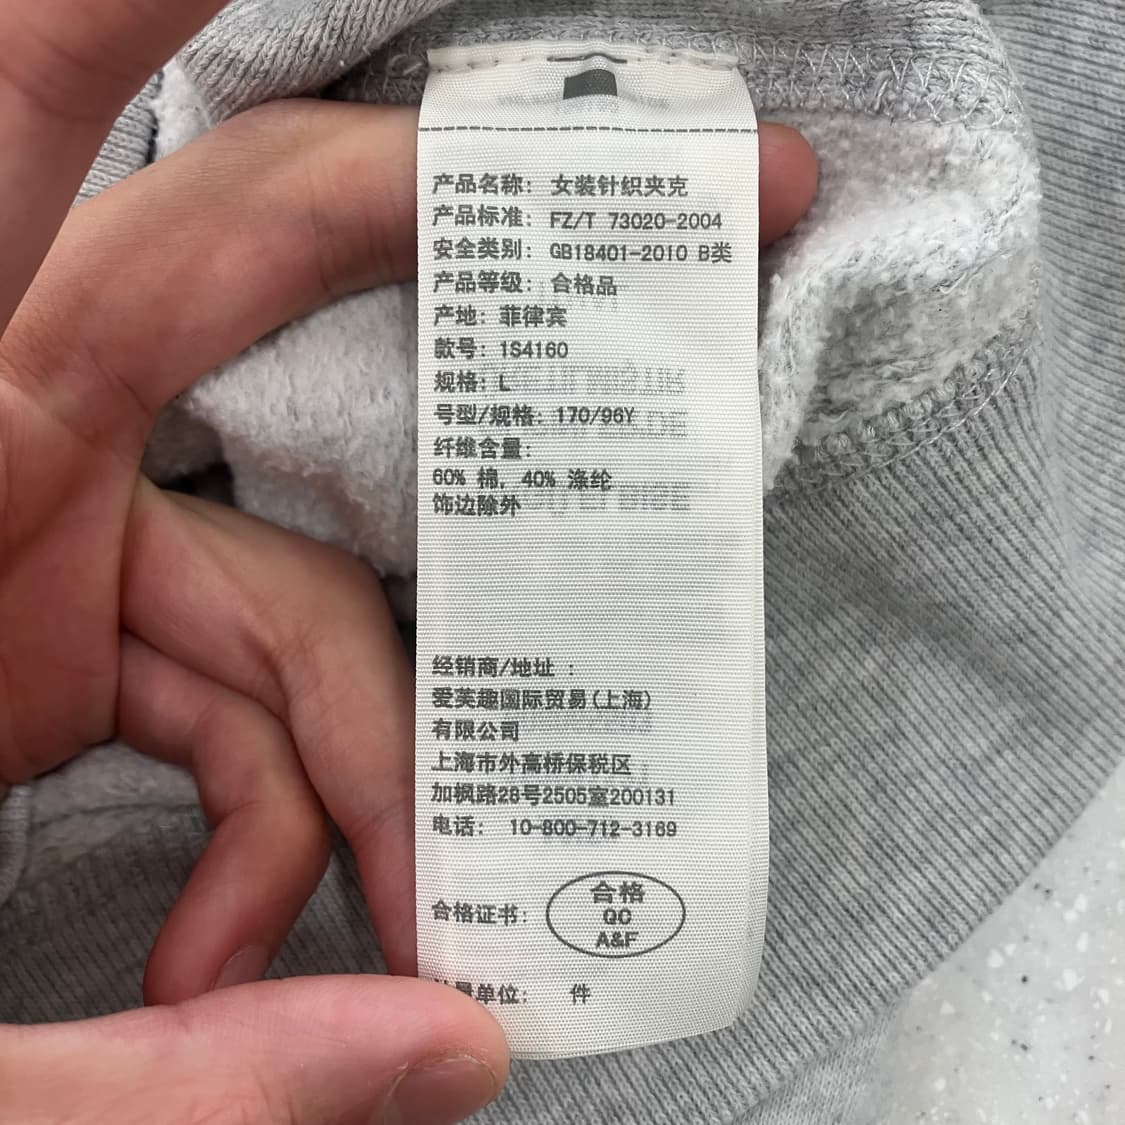 产品名称: 女装针织夹克
产品标准: FZ/T 73020-2004
安全类别: GB18401-2010 B类
产品等级: 合格品
产地: 菲律宾
款号: 1S4160
规格: L
号型/规格: 170/96Y
纤维含量:
60% 棉, 40% 涤纶
饰边除外
经销商/地址 :
爱芙趣国际贸易(上海)
有限公司
上海市外高桥保税区
加枫路28号2505室200131
电话: 10-800-712-3169
合格证书:
合格
QC
A&F
单位: 件